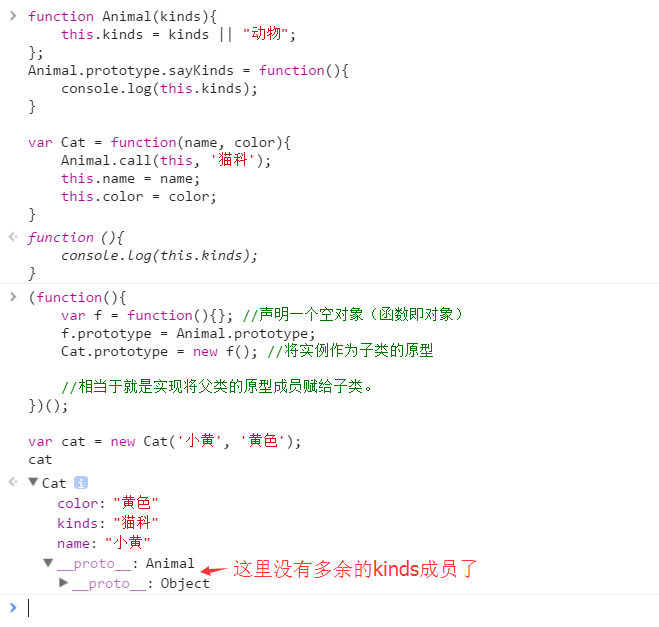 function Animal(kinds){
this.kinds = kinds || "动物";
};
Animal.prototype.sayKinds = function(){
console.log(this.kinds);
}
var Cat = function(name, color){
Animal.call(this, '猫科');
this.name = name;
this.color = color;
}
function (){
console.log(this.kinds);
}
(function(){
var f = function(){}; //声明一个空对象（函数即对象）
f.prototype = Animal.prototype;
Cat.prototype = new f(); //将实例作为子类的原型
//相当于就是实现将父类的原型成员赋给子类。
})();
var cat = new Cat('小黄', '黄色');
cat
Cat i
color: "黄色"
kinds: "猫科"
name: "小黄"
__proto__: Animal 这里没有多余的kinds成员了
__proto__: Object